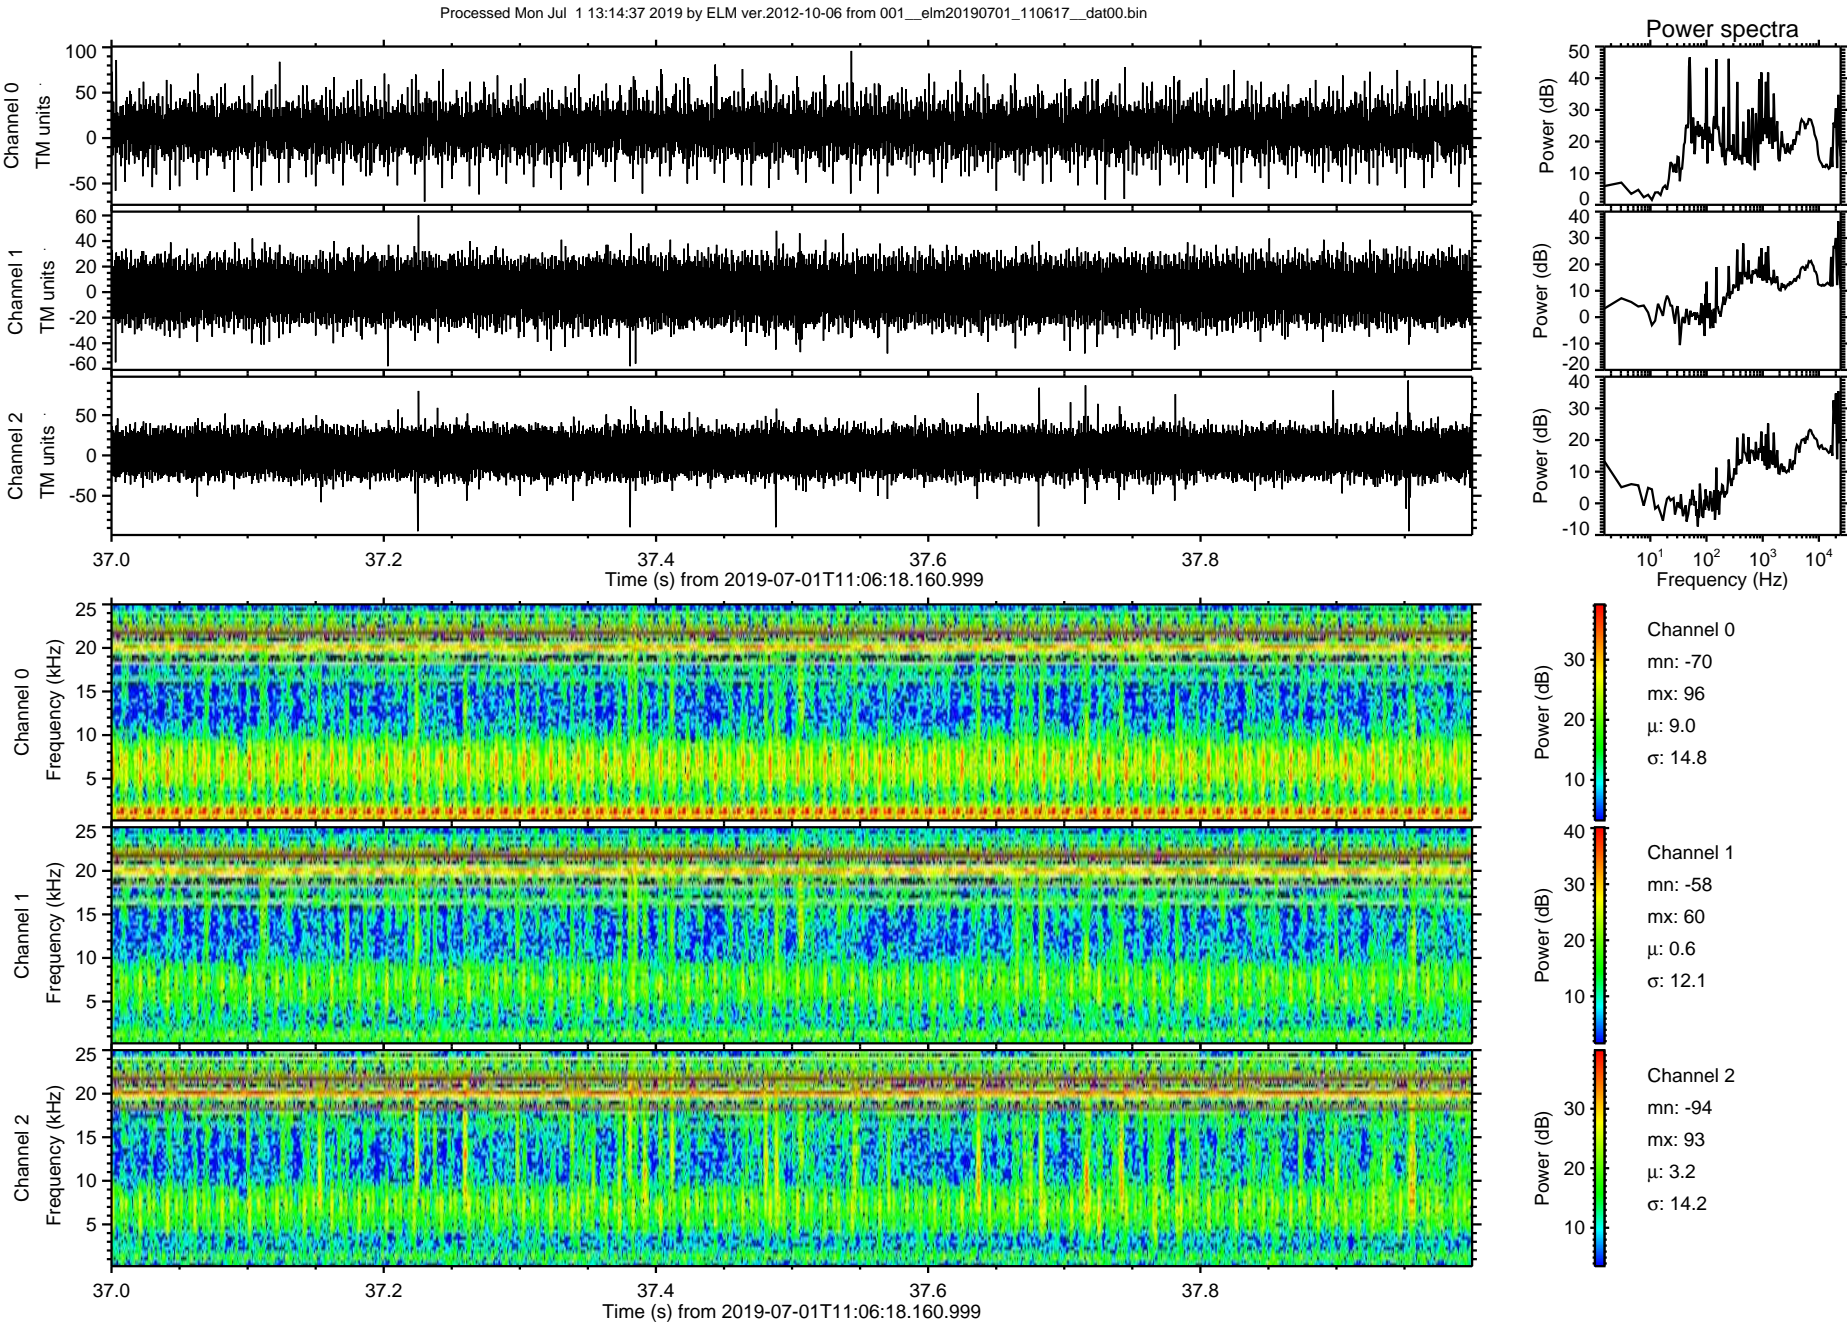 Processed Mon Jul  1 13:14:37 2019 by ELM ver.2012-10-06 from 001__elm20190701_110617__dat00.bin
Power spectra
Channel 0
TM units
100
50
0
-50
Power (dB)
50
40
30
20
10
0
Channel 1
TM units
60
40
20
0
-20
-40
-60
Power (dB)
40
30
20
10
0
-10
-20
Channel 2
TM units
50
0
-50
Power (dB)
40
30
20
10
0
-10
37.0 37.2 37.4 37.6 37.8
Time (s) from 2019-07-01T11:06:18.160.999
10^1 10^2 10^3 10^4
Frequency (Hz)
Channel 0
Frequency (kHz)
25
20
15
10
5
Power (dB)
30
20
10
Channel 0
mn: -70
mx: 96
μ: 9.0
σ: 14.8
Channel 1
Frequency (kHz)
25
20
15
10
5
Power (dB)
40
30
20
10
Channel 1
mn: -58
mx: 60
μ: 0.6
σ: 12.1
Channel 2
Frequency (kHz)
25
20
15
10
5
Power (dB)
30
20
10
Channel 2
mn: -94
mx: 93
μ: 3.2
σ: 14.2
37.0 37.2 37.4 37.6 37.8
Time (s) from 2019-07-01T11:06:18.160.999